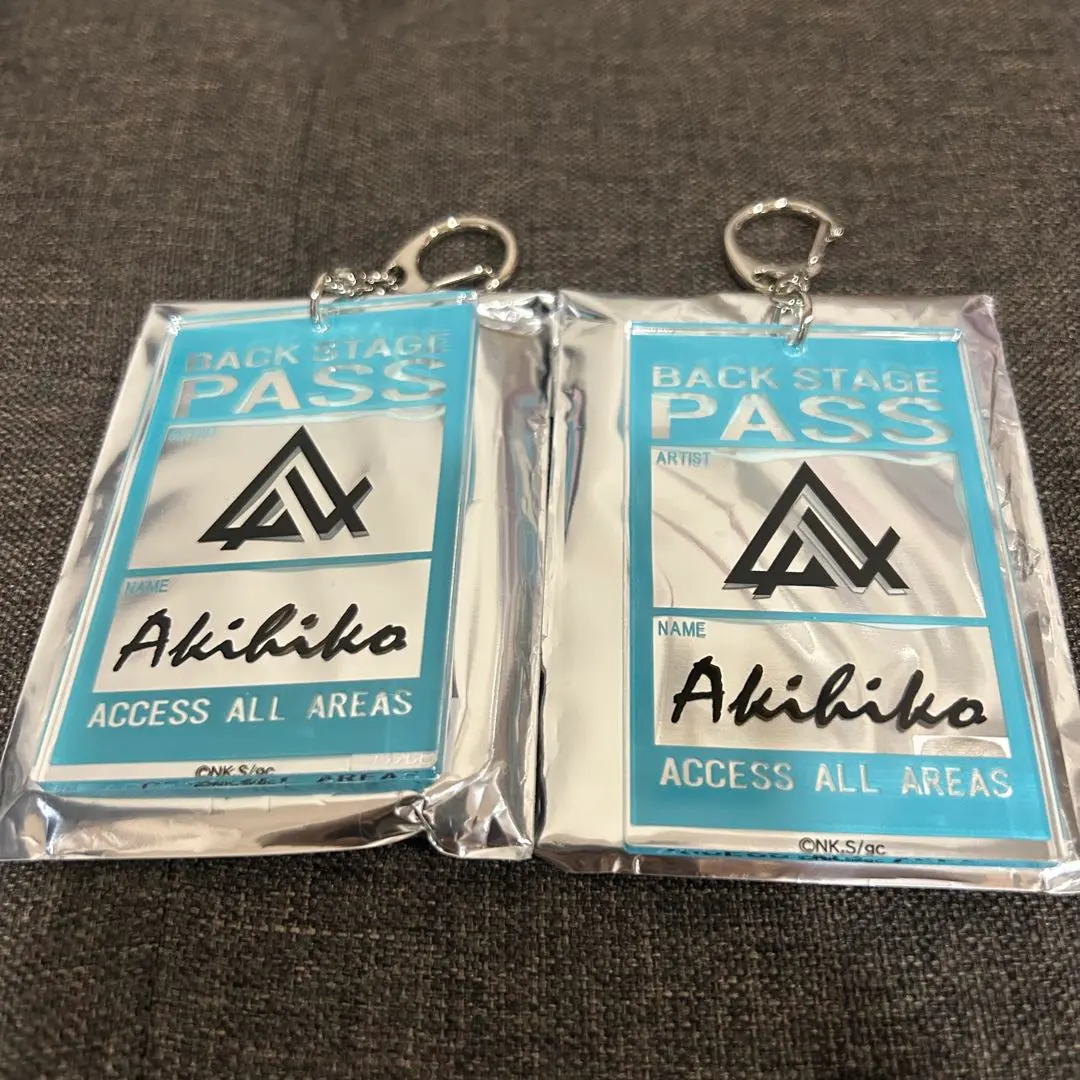 BACK STAGE
PASS
NAME
Akihiko
ACCESS ALL AREAS
©NK.S/gc
BACK STAGE
PASS
ARTIST
NAME
Akihiko
ACCESS ALL AREAS
©NK.S/gc